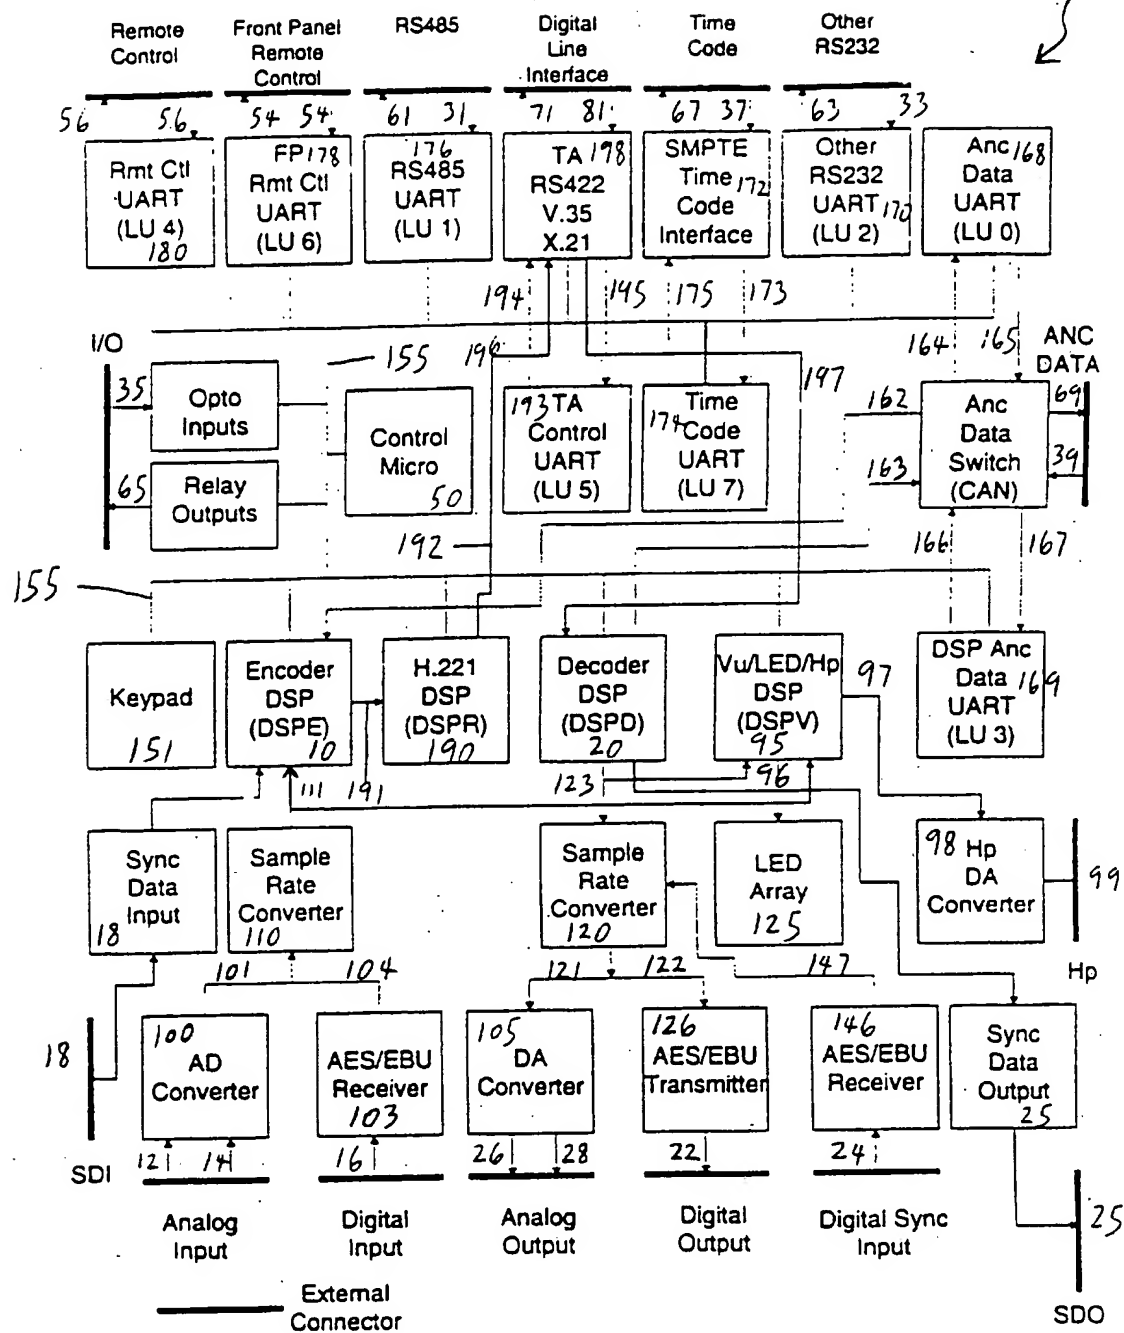 Remote
Control
Front Panel
Remote
Control
RS485
Digital
Line
Interface
Time
Code
Other
RS232
56
56
54
54
61
31
71
81
67
37
63
33
Rmt Ctl
UART
(LU 4)
180
FP 178
Rmt Ctl
UART
(LU 6)
176
RS485
UART
(LU 1)
TA 198
RS422
V.35
X.21
SMPTE
Time 172
Code
Interface
Other
RS232
UART 170
(LU 2)
Anc 168
Data
UART
(LU 0)
194
195
175
173
164
165
I/O
155
196
197
ANC
DATA
35
Opto
Inputs
65
Relay
Outputs
Control
Micro
50
193 TA
Control
UART
(LU 5)
Time
174 Code
UART
(LU 7)
162
163
Anc
Data
Switch
(CAN)
69
39
192
166
167
155
Keypad
151
Encoder
DSP
(DSPE)
10
H.221
DSP
(DSPR)
190
Decoder
DSP
(DSPD)
20
Vu/LED/Hp
DSP
(DSPV)
95
97
DSP Anc
Data 169
UART
(LU 3)
111
191
123
96
Sync
Data
Input
18
Sample
Rate
Converter
110
Sample
Rate
Converter
120
LED
Array
125
98 Hp
DA
Converter
99
Hp
101
104
121
122
147
18
SDI
100
AD
Converter
AES/EBU
Receiver
103
105
DA
Converter
126
AES/EBU
Transmitter
146
AES/EBU
Receiver
Sync
Data
Output
25
12
14
16
26
28
22
24
25
SDO
Analog
Input
Digital
Input
Analog
Output
Digital
Output
Digital Sync
Input
External
Connector